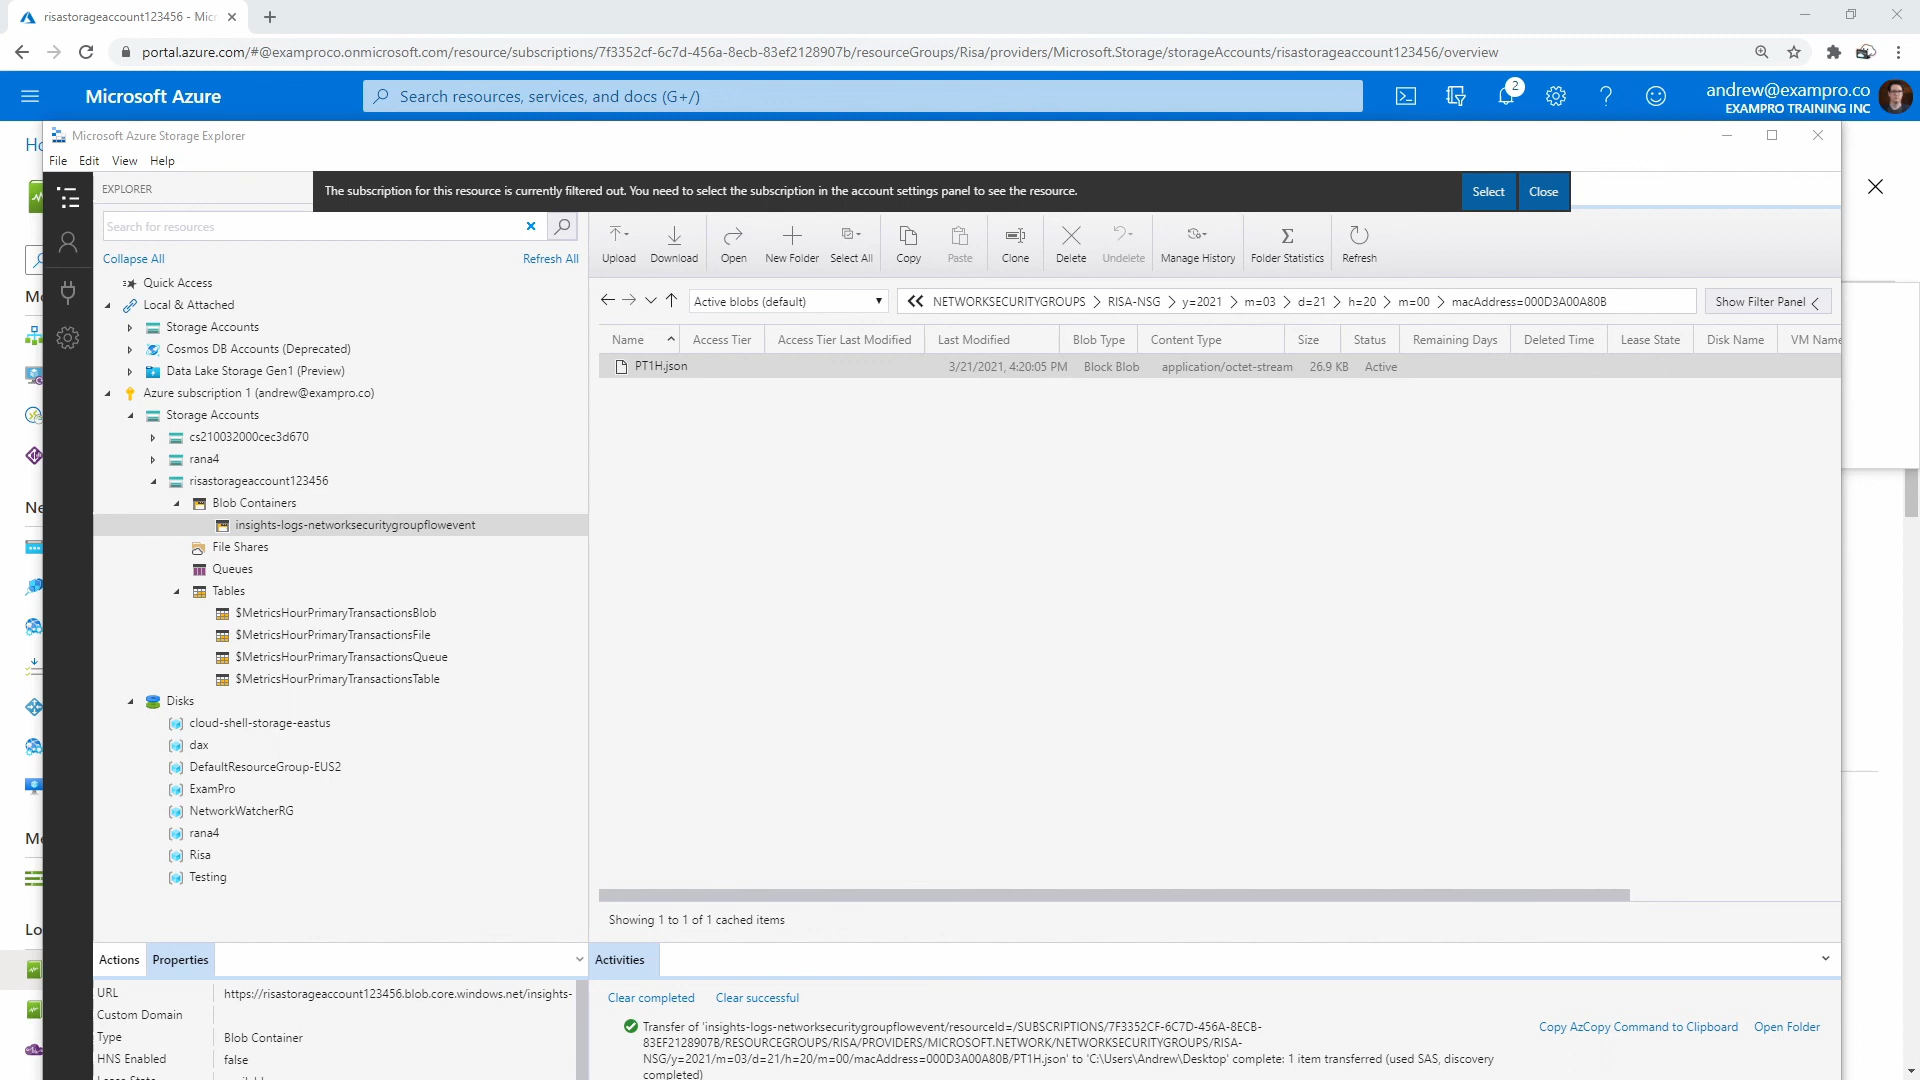 risastorageaccount123456 - Micr
portal.azure.com/#@examproco.onmicrosoft.com/resource/subscriptions/7f3352cf-6c7d-456a-8ecb-83ef2128907b/resourceGroups/Risa/providers/Microsoft.Storage/storageAccounts/risastorageaccount123456/overview
Microsoft Azure
Search resources, services, and docs (G+/)
2
andrew@exampro.co
EXAMPRO TRAINING INC
Microsoft Azure Storage Explorer
File Edit View Help
EXPLORER
The subscription for this resource is currently filtered out. You need to select the subscription in the account settings panel to see the resource.
Select
Close
Search for resources
Collapse All
Refresh All
Upload Download Open New Folder Select All Copy Paste Clone Delete Undelete Manage History Folder Statistics Refresh
Active blobs (default)
NETWORKSECURITYGROUPS > RISA-NSG > y=2021 > m=03 > d=21 > h=20 > m=00 > macAddress=000D3A00A80B
Show Filter Panel
Name Access Tier Access Tier Last Modified Last Modified Blob Type Content Type Size Status Remaining Days Deleted Time Lease State Disk Name VM Name
PT1H.json 3/21/2021, 4:20:05 PM Block Blob application/octet-stream 26.9 KB Active
Quick Access
Local & Attached
Storage Accounts
Cosmos DB Accounts (Deprecated)
Data Lake Storage Gen1 (Preview)
Azure subscription 1 (andrew@exampro.co)
Storage Accounts
cs210032000cec3d670
rana4
risastorageaccount123456
Blob Containers
insights-logs-networksecuritygroupflowevent
File Shares
Queues
Tables
$MetricsHourPrimaryTransactionsBlob
$MetricsHourPrimaryTransactionsFile
$MetricsHourPrimaryTransactionsQueue
$MetricsHourPrimaryTransactionsTable
Disks
cloud-shell-storage-eastus
dax
DefaultResourceGroup-EUS2
ExamPro
NetworkWatcherRG
rana4
Risa
Testing
Showing 1 to 1 of 1 cached items
Actions Properties
URL https://risastorageaccount123456.blob.core.windows.net/insights-
Custom Domain
Type Blob Container
HNS Enabled false
Activities
Clear completed Clear successful
Transfer of 'insights-logs-networksecuritygroupflowevent/resourceId=/SUBSCRIPTIONS/7F3352CF-6C7D-456A-8ECB-
83EF2128907B/RESOURCEGROUPS/RISA/PROVIDERS/MICROSOFT.NETWORK/NETWORKSECURITYGROUPS/RISA-
NSG/y=2021/m=03/d=21/h=20/m=00/macAddress=000D3A00A80B/PT1H.json' to 'C:\Users\Andrew\Desktop' complete: 1 item transferred (used SAS, discovery
completed)
Copy AzCopy Command to Clipboard Open Folder